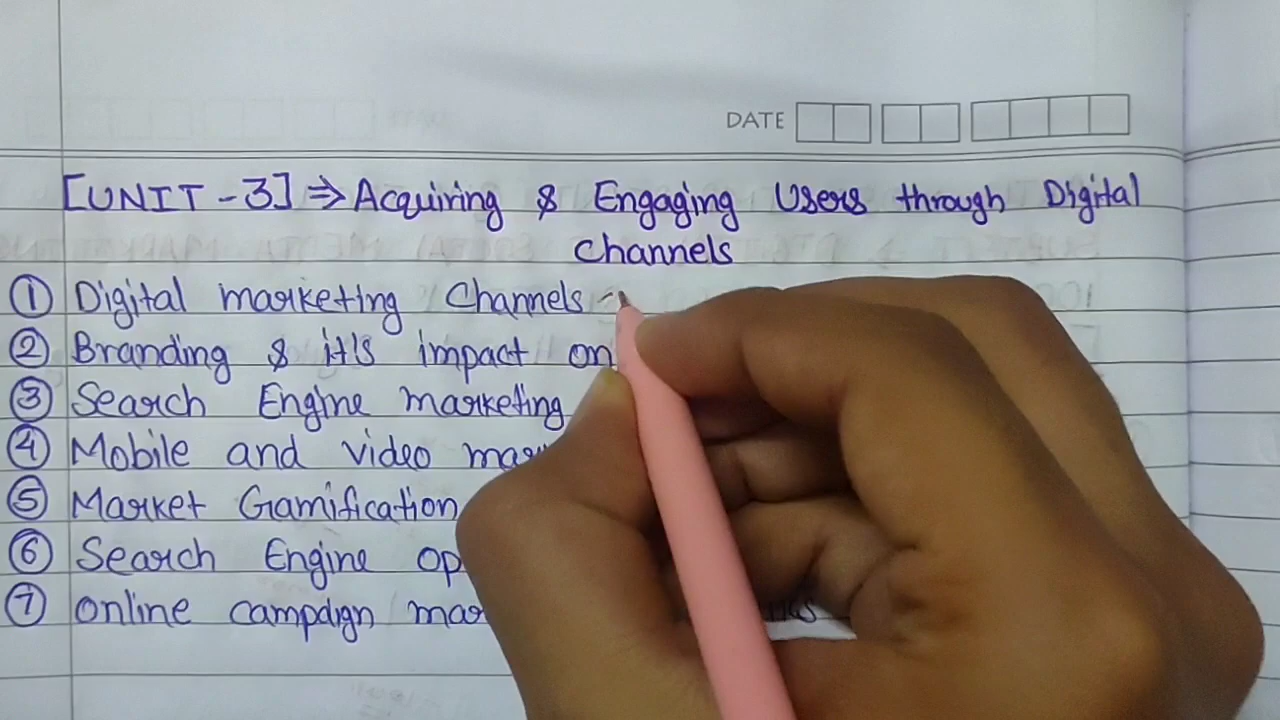 DATE
[UNIT - 3] ⇒ Acquiring & Engaging Users through Digital
Channels
① Digital marketing Channels -
② Branding & it's impact on
③ Search Engine marketing
④ Mobile and video
⑤ Market Gamification
⑥ Search Engine
⑦ Online campaign